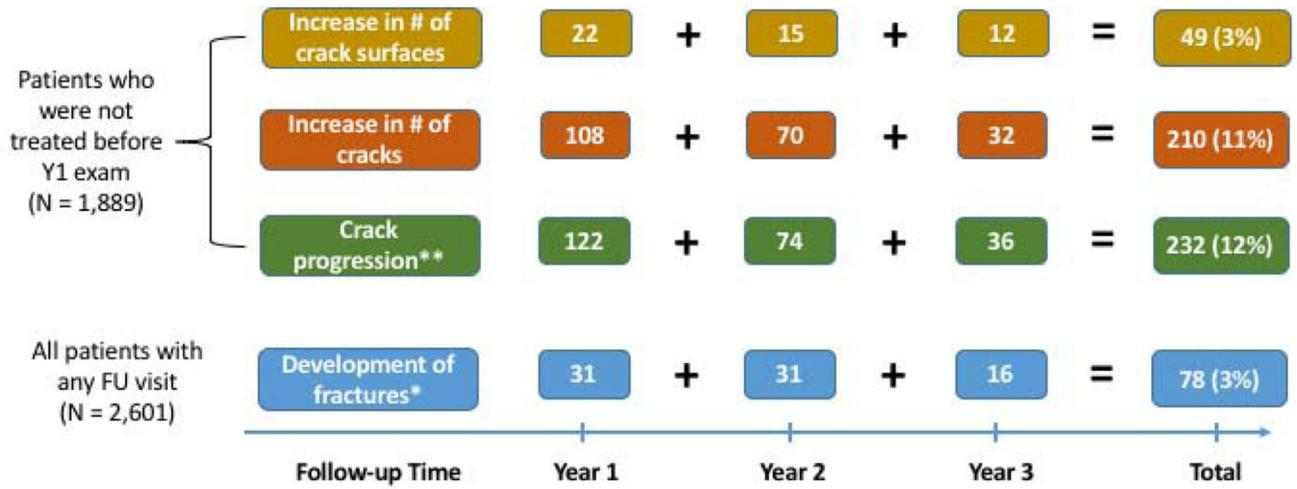 Increase in # of
crack surfaces
22 + 15 + 12 = 49 (3%)
Patients who
were not
treated before
Y1 exam
(N = 1,889)
Increase in # of
cracks
108 + 70 + 32 = 210 (11%)
Crack
progression**
122 + 74 + 36 = 232 (12%)
All patients with
any FU visit
(N = 2,601)
Development of
fractures*
31 + 31 + 16 = 78 (3%)
Follow-up Time Year 1 Year 2 Year 3 Total